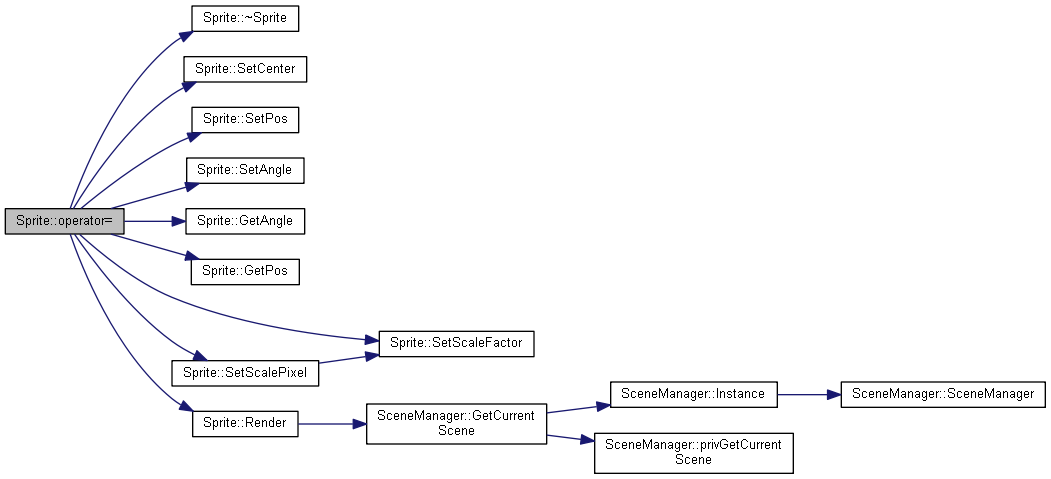 Sprite::~Sprite
Sprite::SetCenter
Sprite::SetPos
Sprite::SetAngle
Sprite::operator=
Sprite::GetAngle
Sprite::GetPos
Sprite::SetScaleFactor
Sprite::SetScalePixel
SceneManager::Instance
SceneManager::SceneManager
Sprite::Render
SceneManager::GetCurrent
Scene
SceneManager::privGetCurrent
Scene